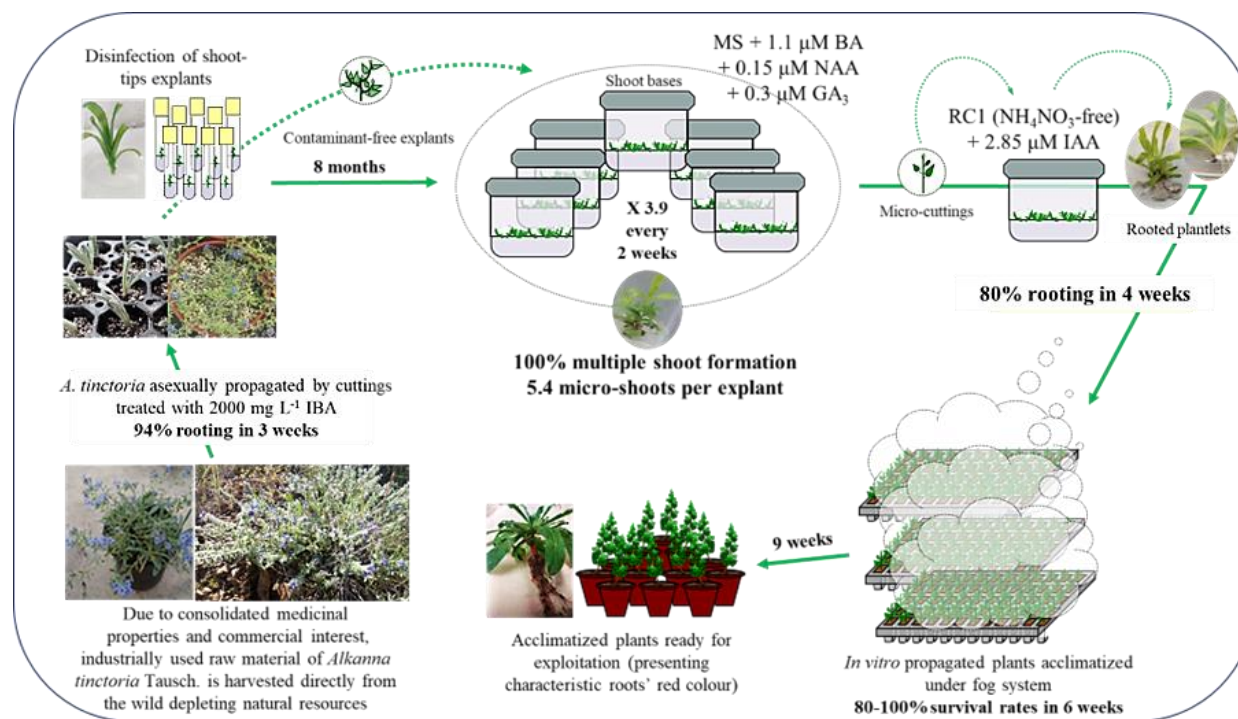 Disinfection of shoot-
tips explants
Contaminant-free explants
8 months
Shoot bases
MS + 1.1 μM BA
+ 0.15 μM NAA
+ 0.3 μM GA₃
X 3.9
every
2 weeks
100% multiple shoot formation
5.4 micro-shoots per explant
Micro-cuttings
RC1 (NH₄NO₃-free)
+ 2.85 μM IAA
Rooted plantlets
80% rooting in 4 weeks
A. tinctoria asexually propagated by cuttings
treated with 2000 mg L⁻¹ IBA
94% rooting in 3 weeks
Due to consolidated medicinal
properties and commercial interest,
industrially used raw material of Alkanna
tinctoria Tausch. is harvested directly from
the wild depleting natural resources
9 weeks
Acclimatized plants ready for
exploitation (presenting
characteristic roots' red colour)
In vitro propagated plants acclimatized
under fog system
80-100% survival rates in 6 weeks